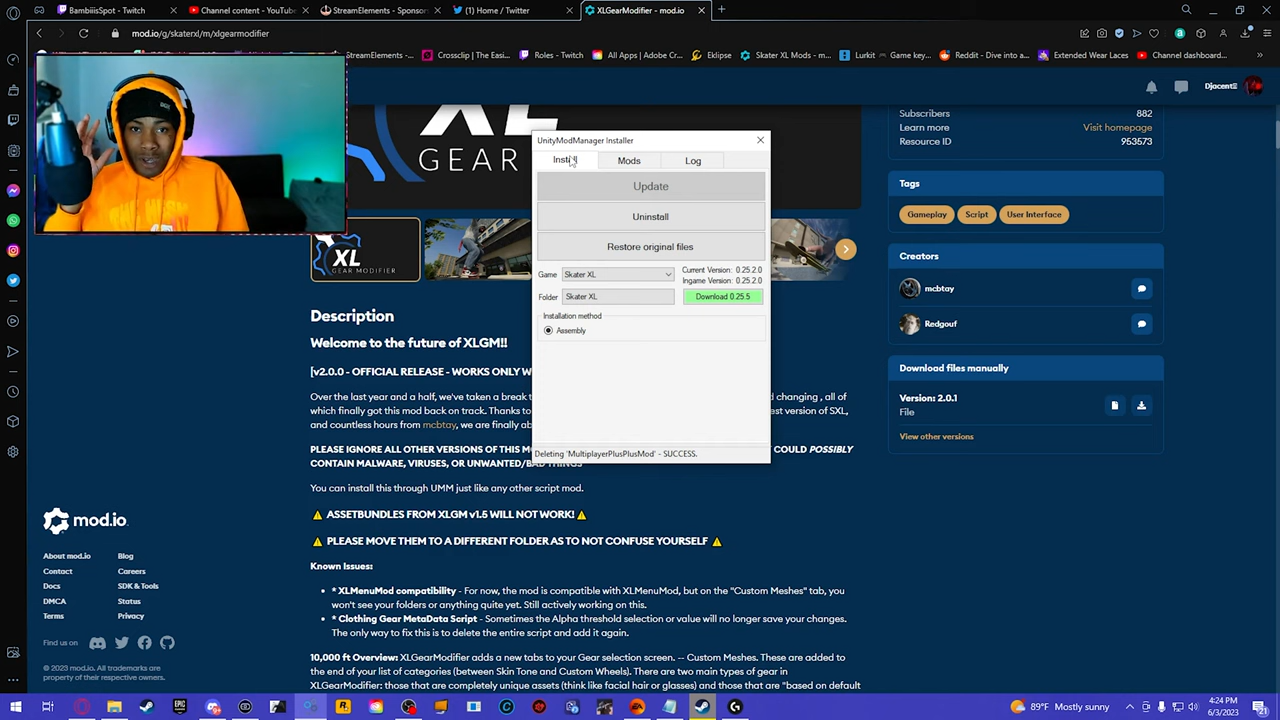 BambiisSpot - Twitch
Channel content - YouTube
StreamElements - Sponsors
(1) Home / Twitter
XLGearModifier - mod.io
mod.io/g/skaterxl/m/xlgearmodifier
StreamElements -...
Crossclip | The Easi...
Roles - Twitch
All Apps | Adobe Cr...
Eklipse
Skater XL Mods - m...
Lurkit — Game key...
Reddit - Dive into a...
Extended Wear Laces
Channel dashboard...
DjacentE
XL
GEAR
XL
GEAR MODIFIER
UnityModManager Installer
Install
Mods
Log
Update
Uninstall
Restore original files
Game
Skater XL
Current Version: 0.25.2.0
Ingame Version: 0.25.2.0
Folder
Skater XL
Download 0.25.5
Installation method
Assembly
Deleting 'MultiplayerPlusPlusMod' - SUCCESS.
Subscribers
882
Learn more
Visit homepage
Resource ID
953673
Tags
Gameplay
Script
User Interface
Creators
mcbtay
Redgouf
Download files manually
Version: 2.0.1
File
View other versions
Description
Welcome to the future of XLGM!!
[v2.0.0 - OFFICIAL RELEASE - WORKS ONLY W
Over the last year and a half, we've taken a break
d changing , all of
which finally got this mod back on track. Thanks to
est version of SXL,
and countless hours from mcbtay, we are finally ab
PLEASE IGNORE ALL OTHER VERSIONS OF THIS M
COULD POSSIBLY
CONTAIN MALWARE, VIRUSES, OR UNWANTED/BAD THINGS
You can install this through UMM just like any other script mod.
⚠ ASSETBUNDLES FROM XLGM v1.5 WILL NOT WORK! ⚠
⚠ PLEASE MOVE THEM TO A DIFFERENT FOLDER AS TO NOT CONFUSE YOURSELF ⚠
Known Issues:
* XLMenuMod compatibility - For now, the mod is compatible with XLMenuMod, but on the "Custom Meshes" tab, you
won't see your folders or anything quite yet. Still actively working on this.
* Clothing Gear MetaData Script - Sometimes the Alpha threshold selection or value will no longer save your changes.
The only way to fix this is to delete the entire script and add it again.
10,000 ft Overview: XLGearModifier adds a new tabs to your Gear selection screen. -- Custom Meshes. These are added to
the end of your list of categories (between Skin Tone and Custom Wheels). There are two main types of gear in
XLGearModifier: those that are completely unique assets (think like facial hair or glasses) and those that are "based on default
mod.io
About mod.io
Blog
Contact
Careers
Docs
SDK & Tools
DMCA
Status
Terms
Privacy
Find us on
© 2023 mod.io. All trademarks are
property of their respective owners.
89°F Mostly sunny
4:24 PM
6/3/2023